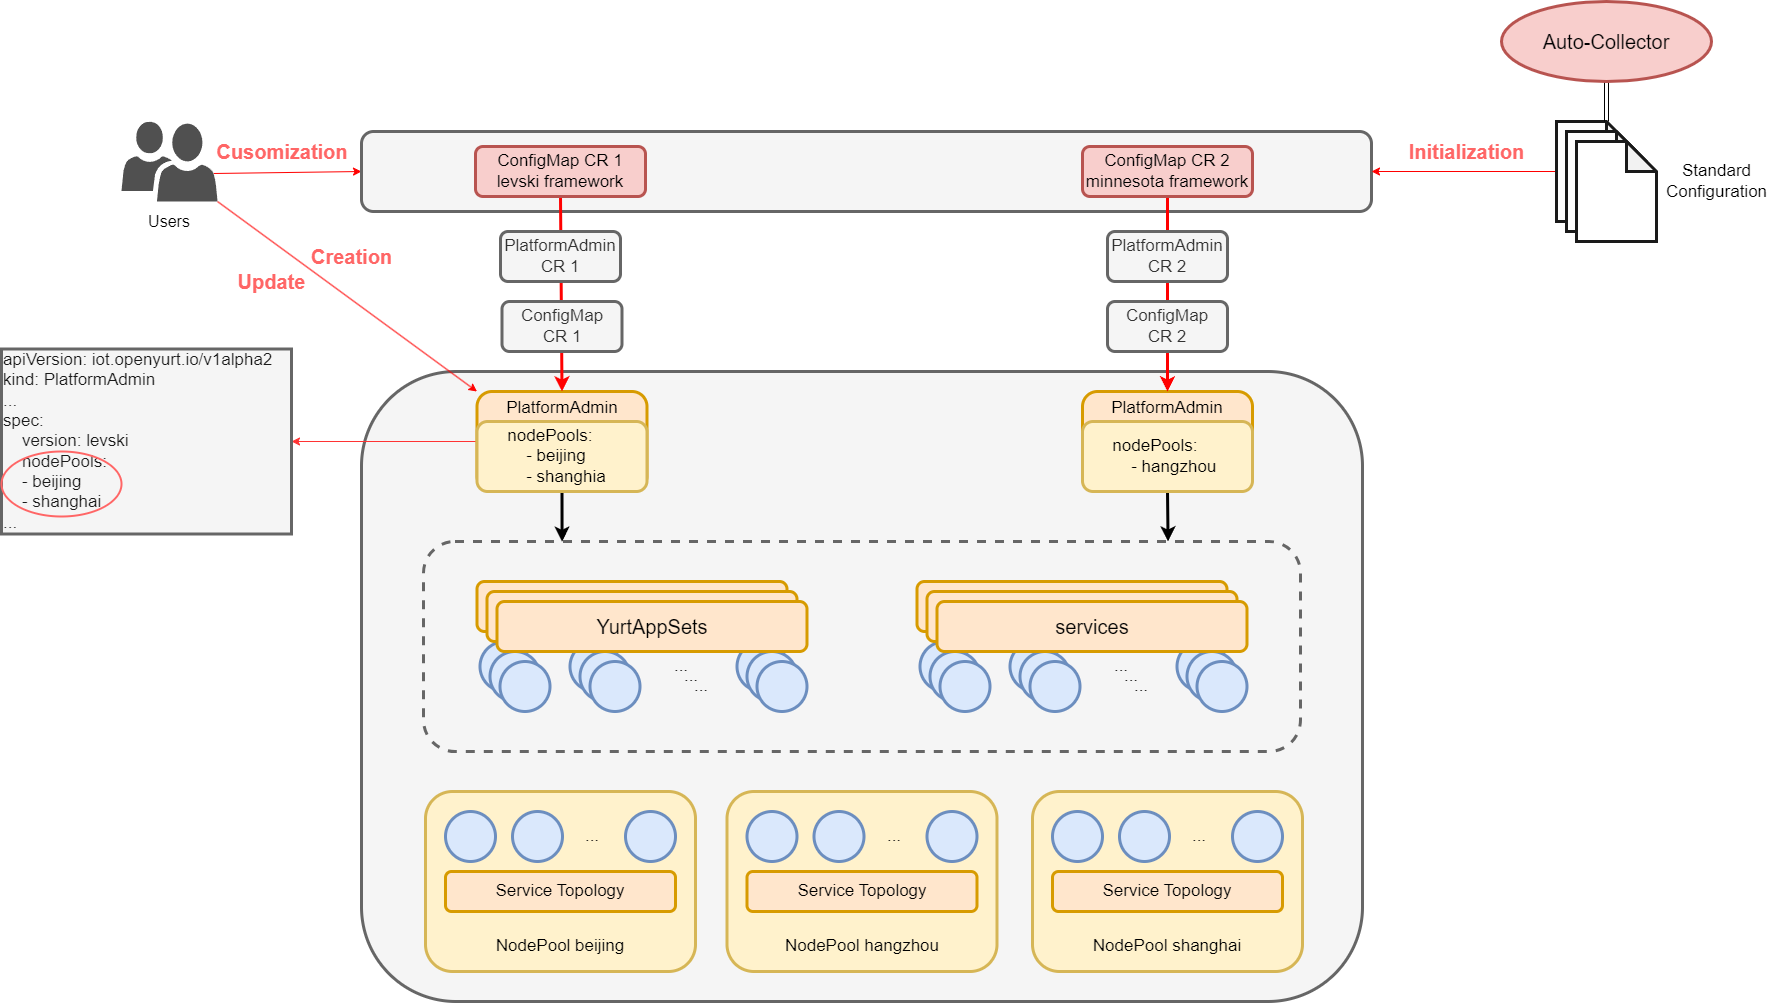 Auto-Collector
Cusomization
ConfigMap CR 1
levski framework
ConfigMap CR 2
minnesota framework
Initialization
Standard
Configuration
Users
Creation
Update
PlatformAdmin
CR 1
PlatformAdmin
CR 2
ConfigMap
CR 1
ConfigMap
CR 2
apiVersion: iot.openyurt.io/v1alpha2
kind: PlatformAdmin
...
spec:
version: levski
nodePools:
- beijing
- shanghai
...
PlatformAdmin
nodePools:
- beijing
- shanghia
PlatformAdmin
nodePools:
- hangzhou
YurtAppSets
...
...
...
services
...
...
...
...
Service Topology
NodePool beijing
...
Service Topology
NodePool hangzhou
...
Service Topology
NodePool shanghai